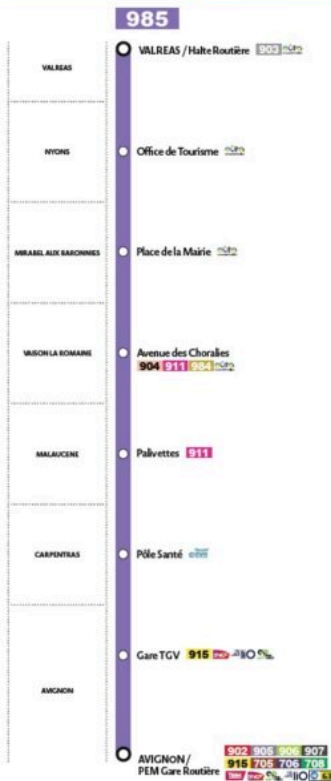 985
VALREAS
VALREAS / Halte Routière 903
NYONS
Office de Tourisme
MIRABEL AUX BARONNIES
Place de la Mairie
VAISON LA ROMAINE
Avenue des Choralies
904 911 984
MALAUCENE
Palivettes 911
CARPENTRAS
Pôle Santé
AVIGNON
Gare TGV 915 liO
AVIGNON /
PEM Gare Routière
902 905 906 907
915 705 706 708
liO